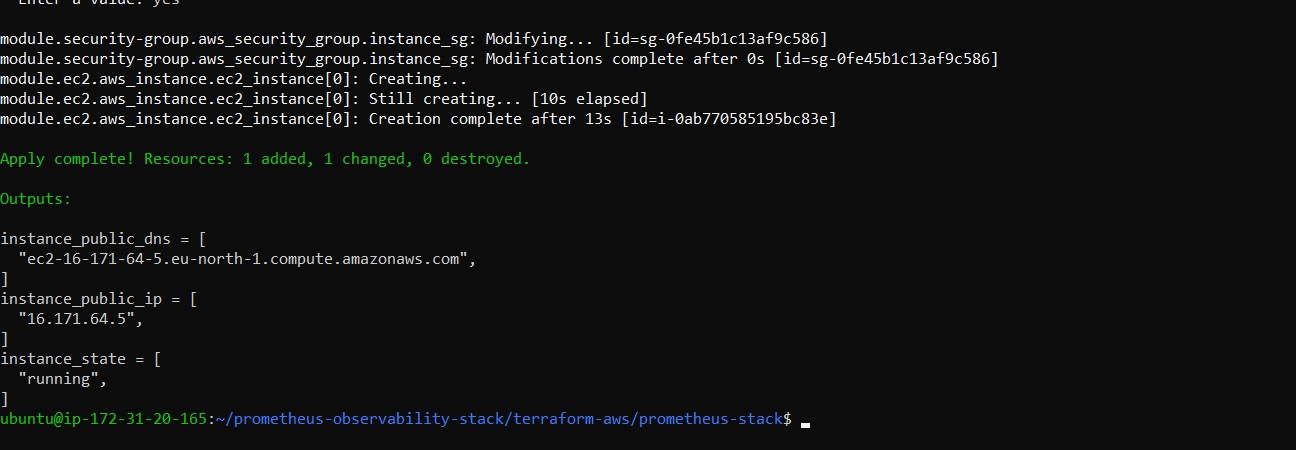 Enter a value: yes
module.security-group.aws_security_group.instance_sg: Modifying... [id=sg-0fe45b1c13af9c586]
module.security-group.aws_security_group.instance_sg: Modifications complete after 0s [id=sg-0fe45b1c13af9c586]
module.ec2.aws_instance.ec2_instance[0]: Creating...
module.ec2.aws_instance.ec2_instance[0]: Still creating... [10s elapsed]
module.ec2.aws_instance.ec2_instance[0]: Creation complete after 13s [id=i-0ab770585195bc83e]
Apply complete! Resources: 1 added, 1 changed, 0 destroyed.
Outputs:
instance_public_dns = [
  "ec2-16-171-64-5.eu-north-1.compute.amazonaws.com",
]
instance_public_ip = [
  "16.171.64.5",
]
instance_state = [
  "running",
]
ubuntu@ip-172-31-20-165:~/prometheus-observability-stack/terraform-aws/prometheus-stack$